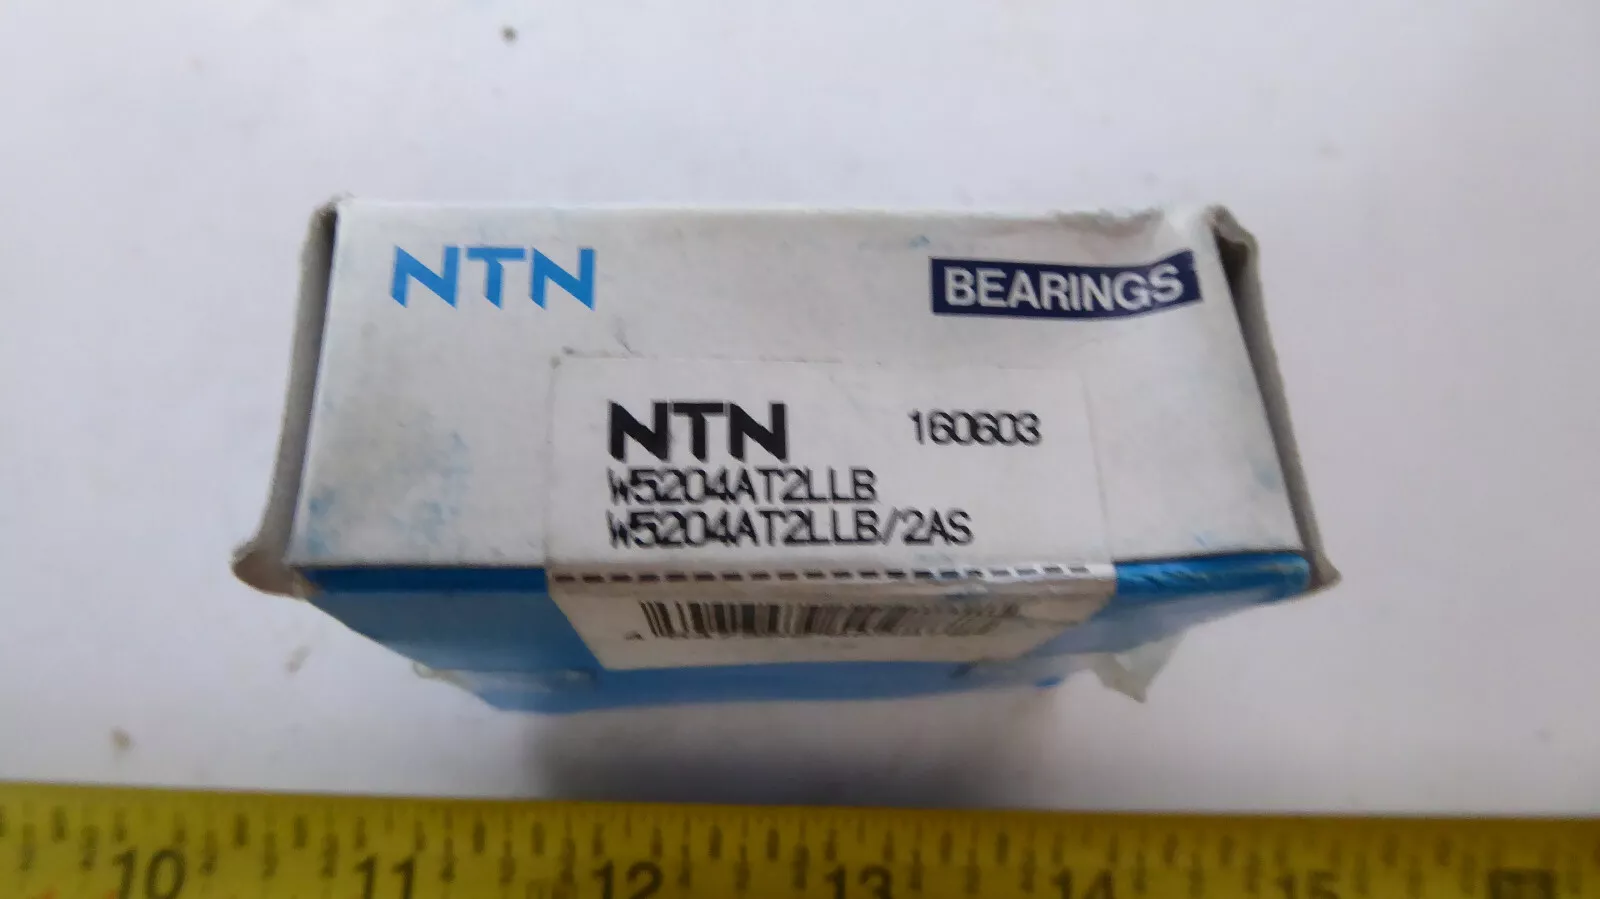 NTN BEARINGS
NTN 160603
W5204AT2LLB
W5204AT2LLB/2AS
10 11 12 13 14 15